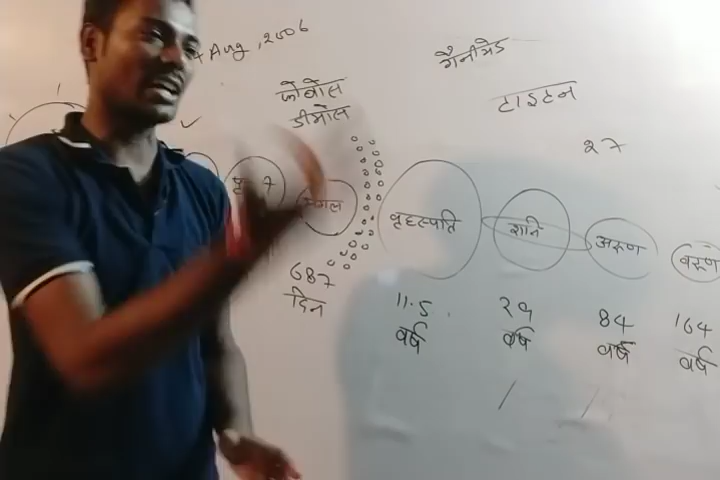 Aug, 2006
गैनीमेड
फोबोस
डीमोस
टाइटन
27
मंगल
बृहस्पति
शनि
अरुण
वरुण
687
दिन
11.5
वर्ष
29
वर्ष
84
वर्ष
164
वर्ष